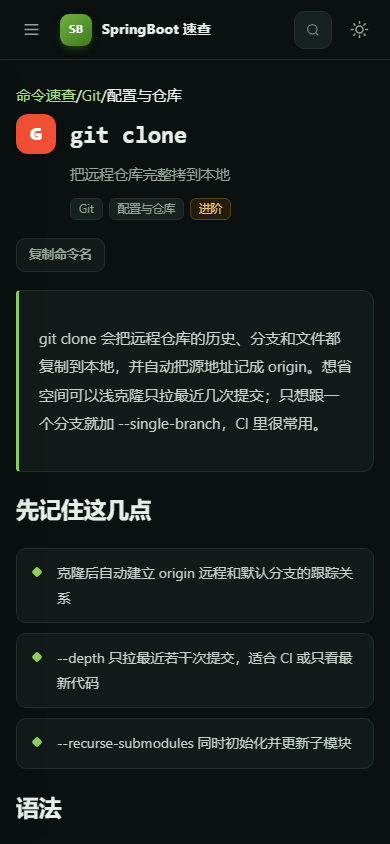 SB SpringBoot 速查
命令速查/Git/配置与仓库
G git clone
把远程仓库完整拷到本地
Git 配置与仓库 进阶
复制命令名
git clone 会把远程仓库的历史、分支和文件都
复制到本地，并自动把源地址记成 origin。想省
空间可以浅克隆只拉最近几次提交；只想跟一
个分支就加 --single-branch，CI 里很常用。
先记住这几点
克隆后自动建立 origin 远程和默认分支的跟踪关
系
--depth 只拉最近若干次提交，适合 CI 或只看最
新代码
--recurse-submodules 同时初始化并更新子模块
语法